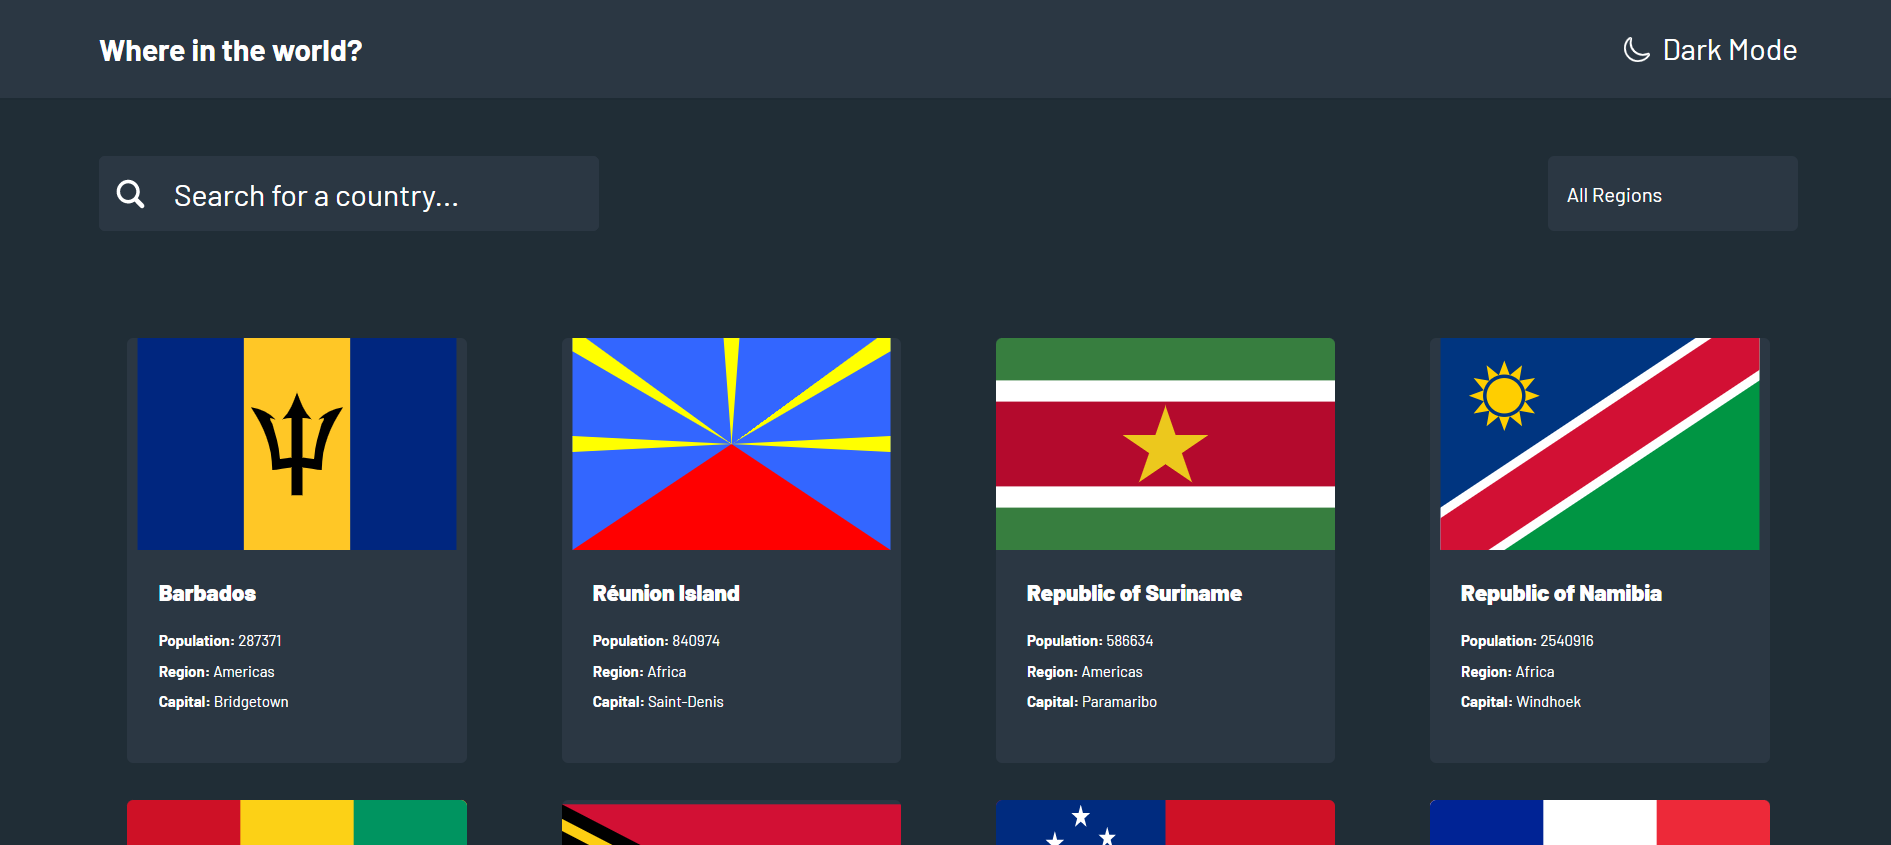 Where in the world?
Dark Mode
Search for a country...
All Regions
Barbados
Population: 287371
Region: Americas
Capital: Bridgetown
Réunion Island
Population: 840974
Region: Africa
Capital: Saint-Denis
Republic of Suriname
Population: 586634
Region: Americas
Capital: Paramaribo
Republic of Namibia
Population: 2540916
Region: Africa
Capital: Windhoek